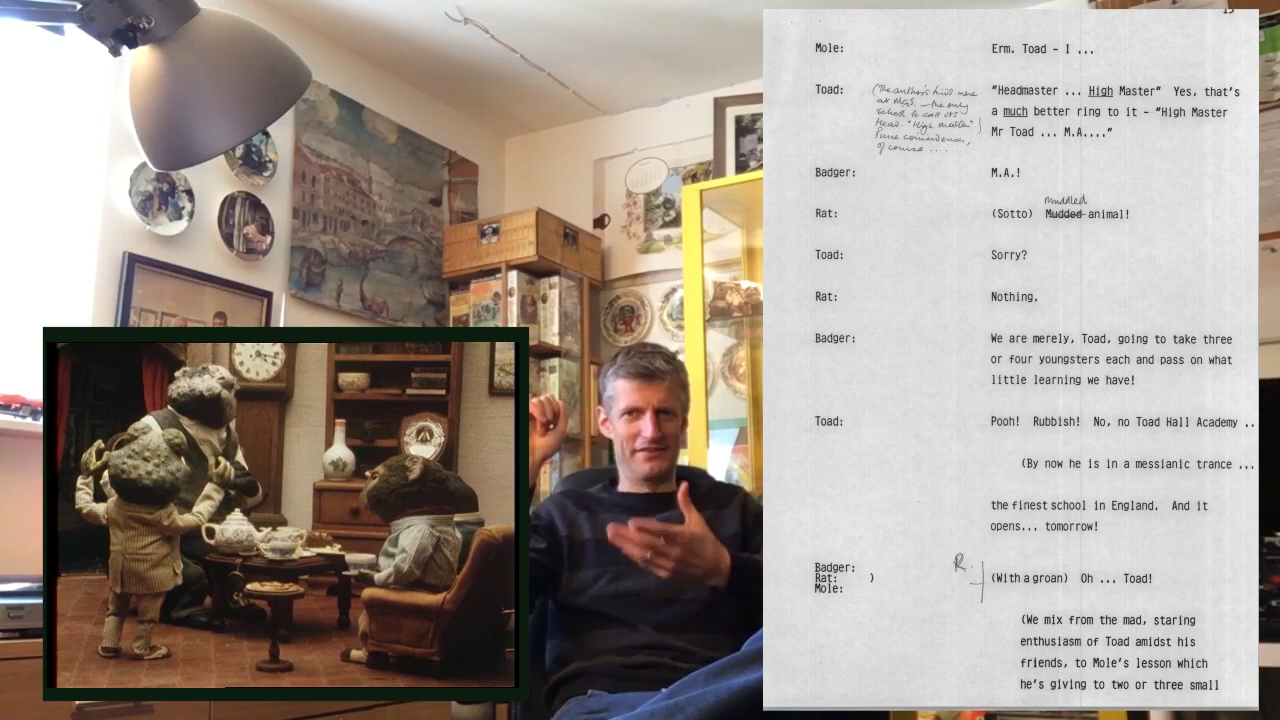 15
Mole: Erm. Toad - I ...
Toad: "Headmaster ... High Master" Yes, that's
a much better ring to it - "High Master
Mr Toad ... M.A...."
(The author's kids were
at MGS. - the only
school to call its
Head. "High Master"
Pure coincidence,
of course ....
Badger: M.A.!
muddled
Rat: (Sotto) Mudded animal!
Toad: Sorry?
Rat: Nothing.
Badger: We are merely, Toad, going to take three
or four youngsters each and pass on what
little learning we have!
Toad: Pooh! Rubbish! No, no Toad Hall Academy ..
(By now he is in a messianic trance ...
the finest school in England. And it
opens... tomorrow!
Badger:
Rat: ) R. (With a groan) Oh ... Toad!
Mole:
(We mix from the mad, staring
enthusiasm of Toad amidst his
friends, to Mole's lesson which
he's giving to two or three small